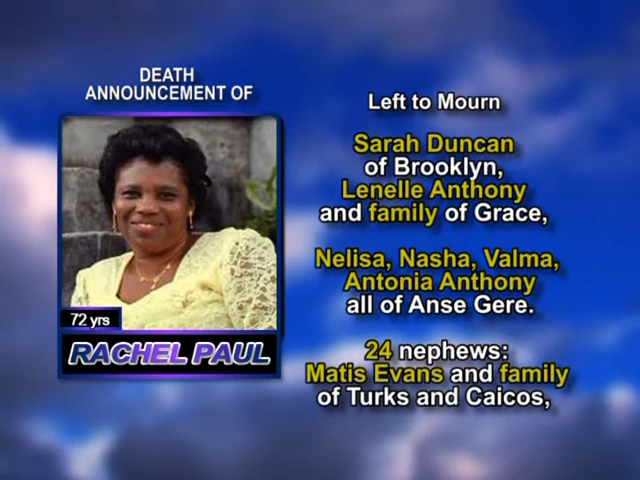 DEATH
ANNOUNCEMENT OF
72 yrs
RACHEL PAUL
Left to Mourn
Sarah Duncan
of Brooklyn,
Lenelle Anthony
and family of Grace,
Nelisa, Nasha, Valma,
Antonia Anthony
all of Anse Gere.
24 nephews:
Matis Evans and family
of Turks and Caicos,